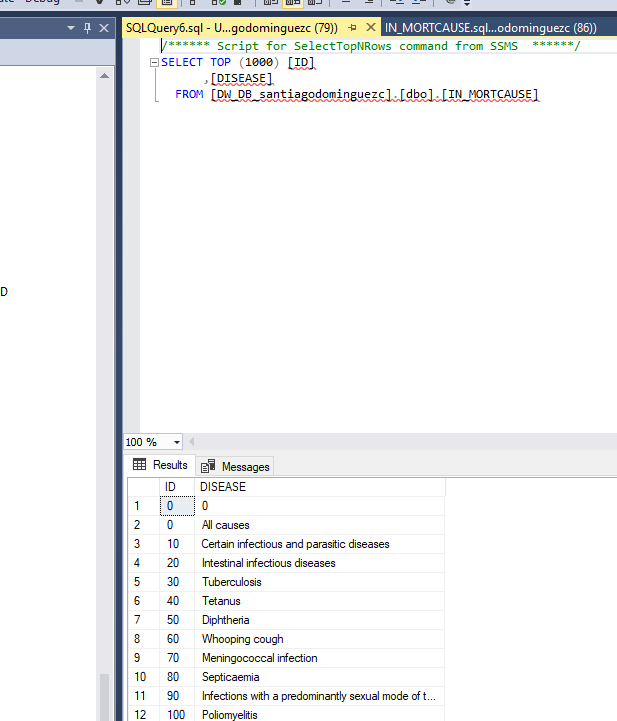 Debug
SQLQuery6.sql - U...godominguezc (79))
IN_MORTCAUSE.sql...odominguez (86))
/****** Script for SelectTopNRows command from SSMS  ******/
SELECT TOP (1000) [ID]
,[DISEASE]
FROM [DW_DB_santiagodominguezc].[dbo].[IN_MORTCAUSE]
D
100 %
Results Messages
ID DISEASE
1 0 0
2 0 All causes
3 10 Certain infectious and parasitic diseases
4 20 Intestinal infectious diseases
5 30 Tuberculosis
6 40 Tetanus
7 50 Diphtheria
8 60 Whooping cough
9 70 Meningococcal infection
10 80 Septicaemia
11 90 Infections with a predominantly sexual mode of t...
12 100 Poliomyelitis